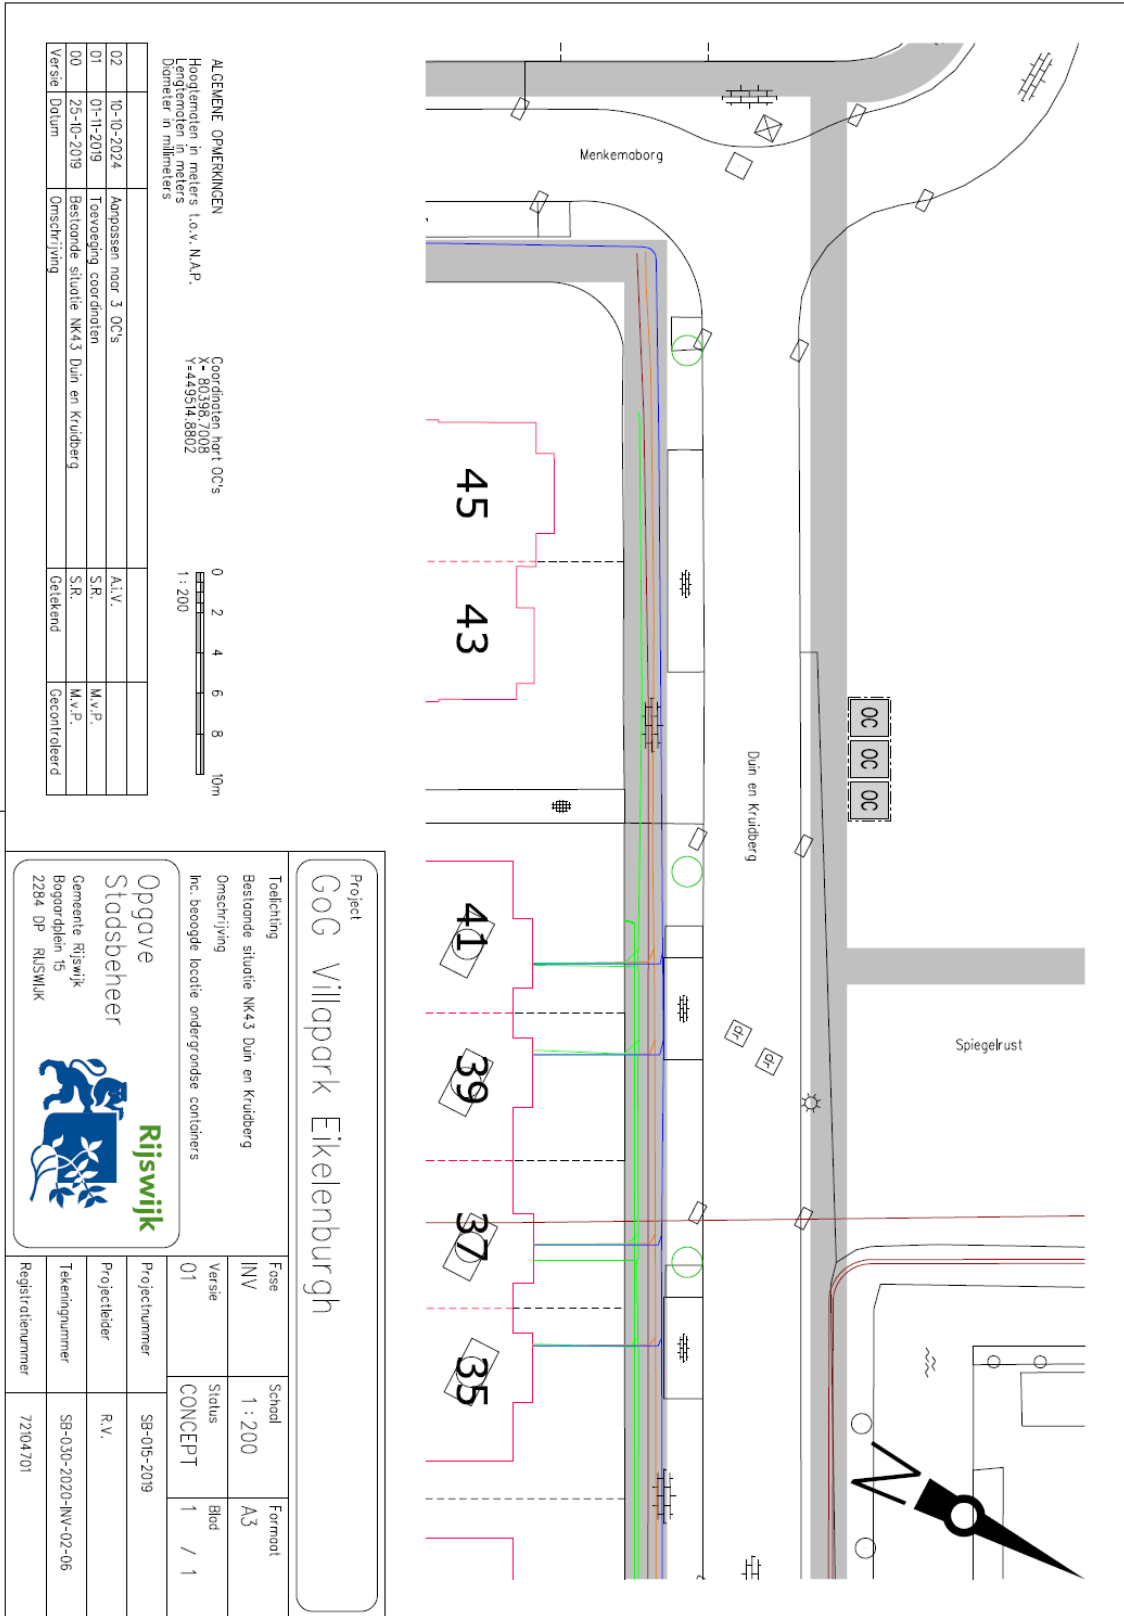 Menkemaborg
Duin en Kruidberg
Spiegelrust
45
43
41
39
37
35
OC
OC
OC
dr
dr
N
ALGEMENE OPMERKINGEN
Hoogtematen in meters t.o.v. N.A.P.
Lengtematen in meters
Diameter in millimeters
Coordinaten hart OC's
X= 80398.7008
Y=449514.8802
0 2 4 6 8 10m
1 : 200
02 10-10-2024 Aanpassen naar 3 OC's A.i.V.
01 01-11-2019 Toevoeging coordinaten S.R. M.v.P.
00 25-10-2019 Bestaande situatie NK43 Duin en Kruidberg S.R. M.v.P.
Versie Datum Omschrijving Getekend Gecontroleerd
Project
GoG Villapark Eikelenburgh
Toelichting
Bestaande situatie NK43 Duin en Kruidberg
Omschrijving
Inc. beoogde locatie ondergrondse containers
Fase Schaal Formaat
INV 1 : 200 A3
Versie Status Blad
01 CONCEPT 1 / 1
Opgave
Stadsbeheer
Gemeente Rijswijk
Bogaardplein 15
2284 DP RIJSWIJK
Rijswijk
Projectnummer SB-015-2019
Projectleider R.V.
Tekeningnummer SB-030-2020-INV-02-06
Registratienummer 72104701